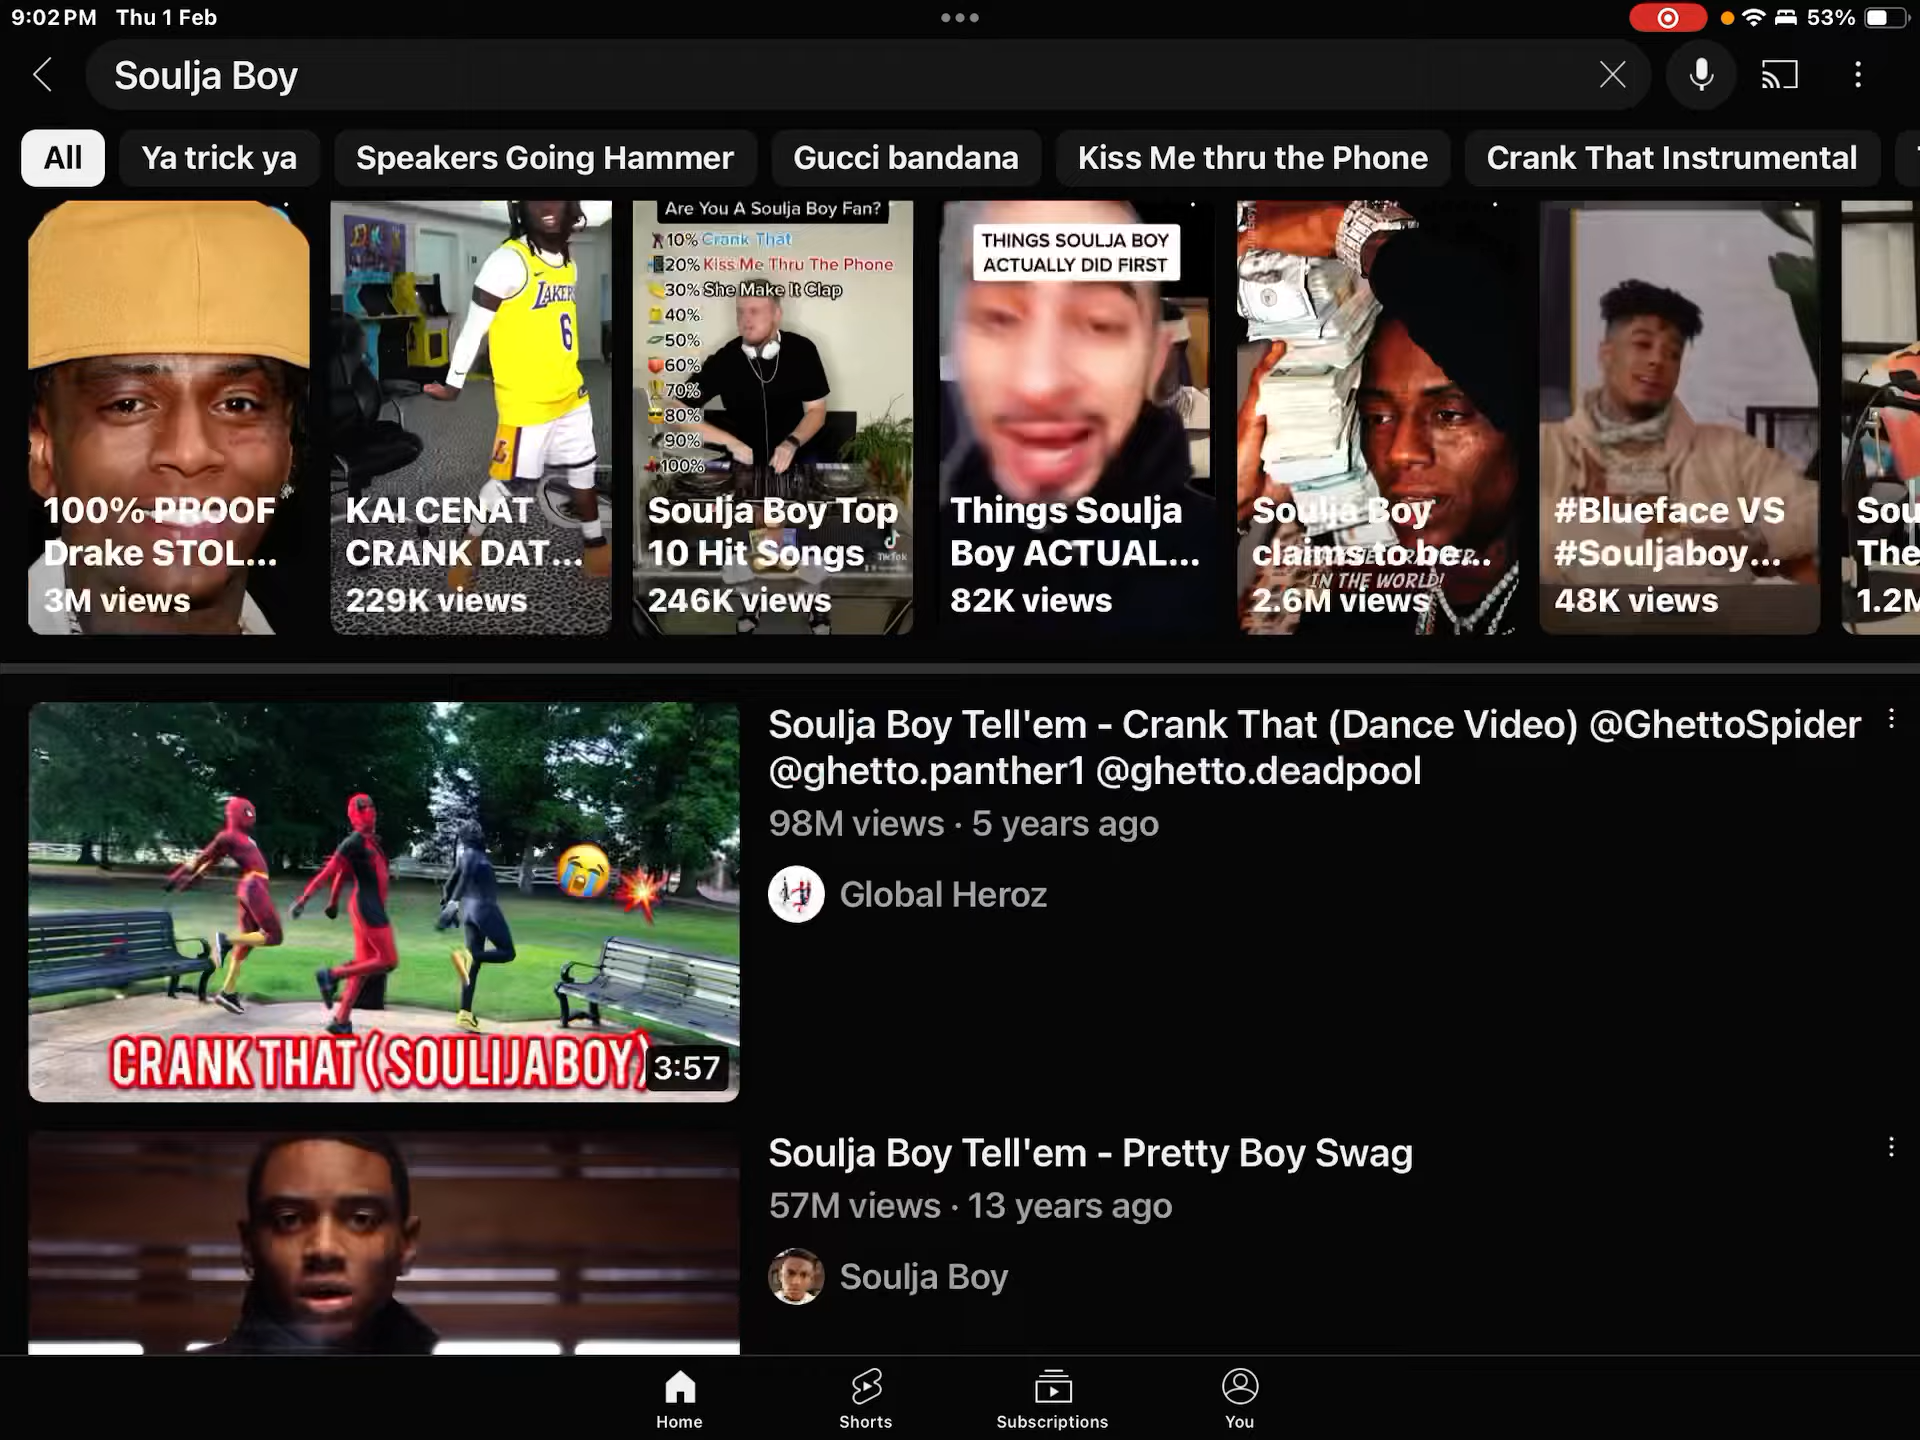 9:02 PM Thu 1 Feb
53%
Soulja Boy
All
Ya trick ya
Speakers Going Hammer
Gucci bandana
Kiss Me thru the Phone
Crank That Instrumental
100% PROOF
Drake STOL...
3M views
LAKERS
6
KAI CENAT
CRANK DAT...
229K views
Are You A Soulja Boy Fan?
10% Crank That
20% Kiss Me Thru The Phone
30% She Make It Clap
40%
50%
60%
70%
80%
90%
100%
Soulja Boy Top
10 Hit Songs
TikTok
246K views
THINGS SOULJA BOY
ACTUALLY DID FIRST
Things Soulja
Boy ACTUAL...
82K views
Soulja Boy
claims to be...
IN THE WORLD!
2.6M views
#Blueface VS
#Souljaboy...
48K views
Sou
The
1.2M
Soulja Boy Tell'em - Crank That (Dance Video) @GhettoSpider
@ghetto.panther1 @ghetto.deadpool
98M views · 5 years ago
Global Heroz
CRANK THAT (SOULIJA BOY)
3:57
Soulja Boy Tell'em - Pretty Boy Swag
57M views · 13 years ago
Soulja Boy
Home
Shorts
Subscriptions
You